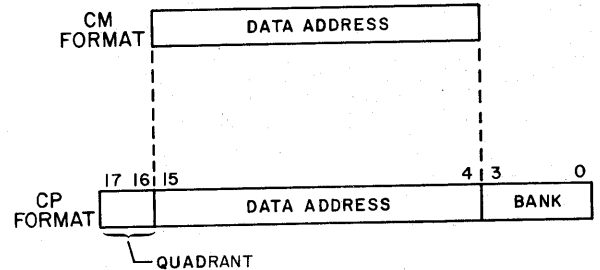 CM
FORMAT
DATA ADDRESS
17 16 15 4 3 0
CP
FORMAT
DATA ADDRESS
BANK
QUADRANT